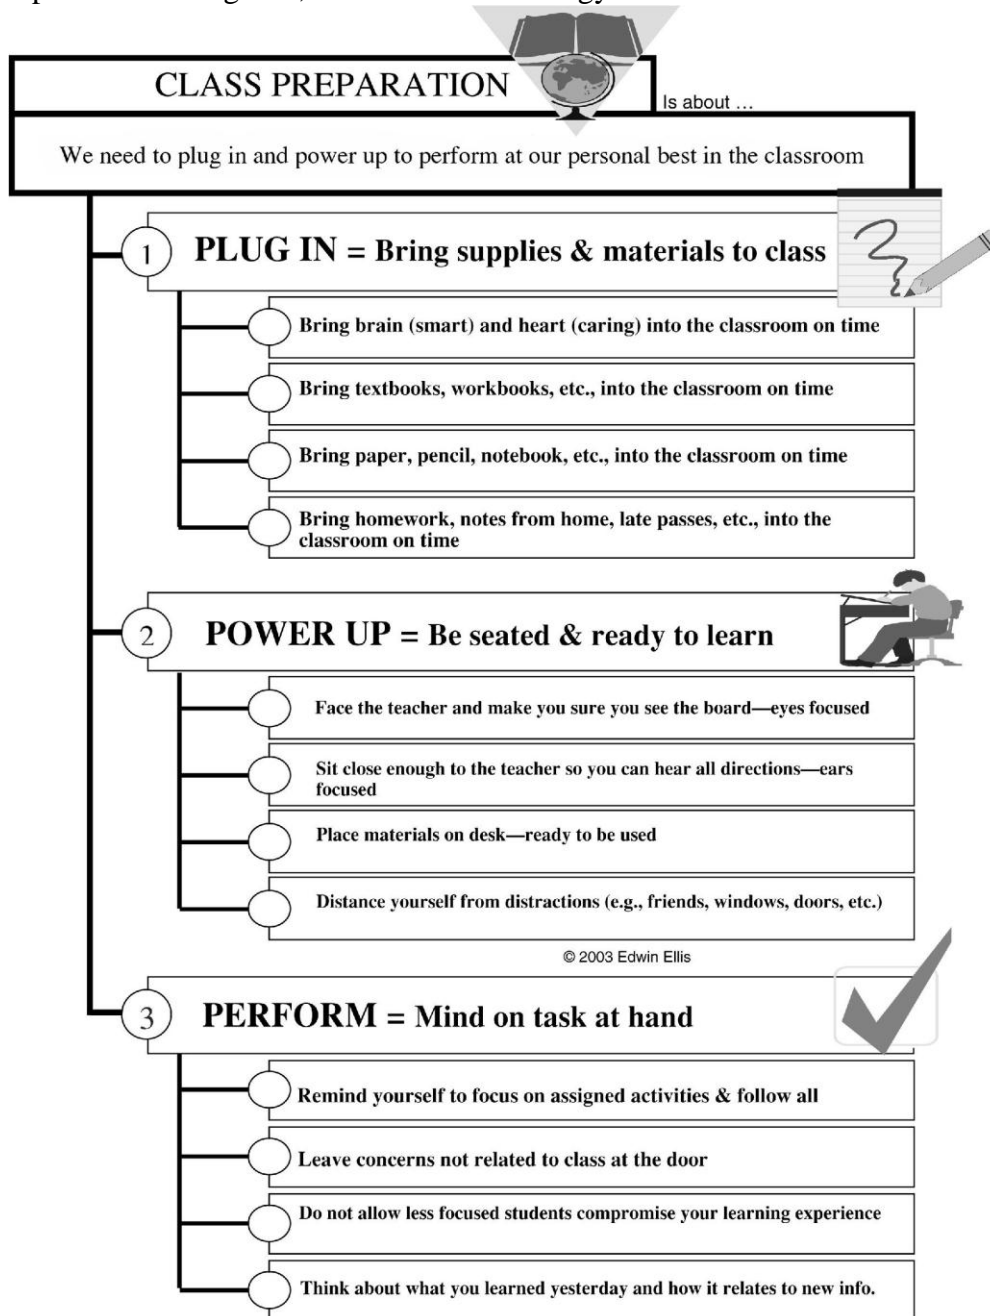 CLASS PREPARATION
Is about …
We need to plug in and power up to perform at our personal best in the classroom
1
PLUG IN = Bring supplies & materials to class
Bring brain (smart) and heart (caring) into the classroom on time
Bring textbooks, workbooks, etc., into the classroom on time
Bring paper, pencil, notebook, etc., into the classroom on time
Bring homework, notes from home, late passes, etc., into the
classroom on time
2
POWER UP = Be seated & ready to learn
Face the teacher and make you sure you see the board—eyes focused
Sit close enough to the teacher so you can hear all directions—ears
focused
Place materials on desk—ready to be used
Distance yourself from distractions (e.g., friends, windows, doors, etc.)
© 2003 Edwin Ellis
3
PERFORM = Mind on task at hand
Remind yourself to focus on assigned activities & follow all
Leave concerns not related to class at the door
Do not allow less focused students compromise your learning experience
Think about what you learned yesterday and how it relates to new info.